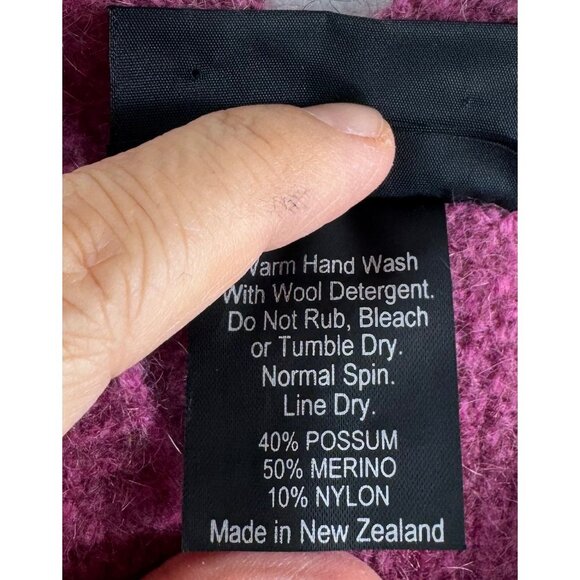 Warm Hand Wash
With Wool Detergent.
Do Not Rub, Bleach
or Tumble Dry.
Normal Spin.
Line Dry.
40% POSSUM
50% MERINO
10% NYLON
Made in New Zealand